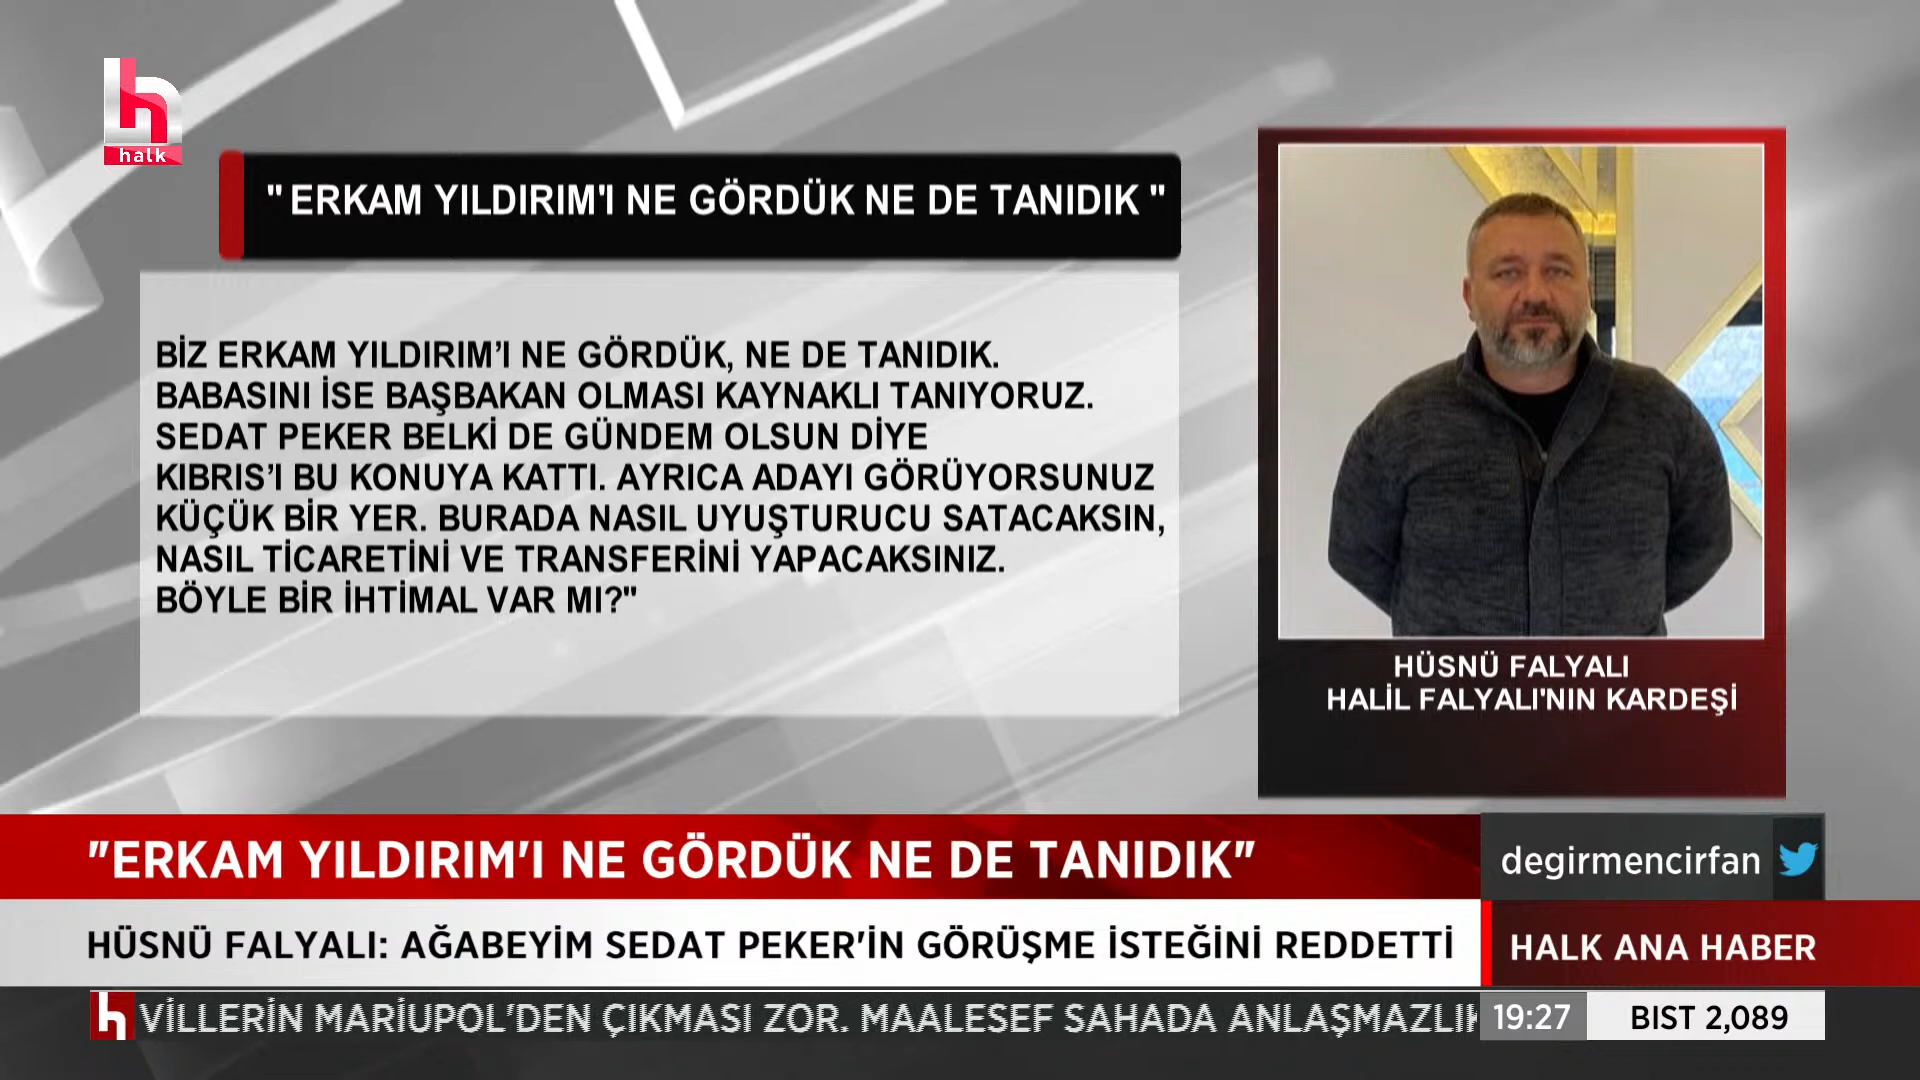 halk
" ERKAM YILDIRIM'I NE GÖRDÜK NE DE TANIDIK "
BİZ ERKAM YILDIRIM’I NE GÖRDÜK, NE DE TANIDIK.
BABASINI İSE BAŞBAKAN OLMASI KAYNAKLI TANIYORUZ.
SEDAT PEKER BELKİ DE GÜNDEM OLSUN DİYE
KIBRIS’I BU KONUYA KATTI. AYRICA ADAYI GÖRÜYORSUNUZ
KÜÇÜK BİR YER. BURADA NASIL UYUŞTURUCU SATACAKSIN,
NASIL TİCARETİNİ VE TRANSFERİNİ YAPACAKSINIZ.
BÖYLE BİR İHTİMAL VAR MI?"
HÜSNÜ FALYALI
HALİL FALYALI'NIN KARDEŞİ
"ERKAM YILDIRIM'I NE GÖRDÜK NE DE TANIDIK"
degirmencirfan
HÜSNÜ FALYALI: AĞABEYİM SEDAT PEKER'İN GÖRÜŞME İSTEĞİNİ REDDETTİ
HALK ANA HABER
VİLLERİN MARİUPOL'DEN ÇIKMASI ZOR. MAALESEF SAHADA ANLAŞMAZLIK
19:27
BIST 2,089